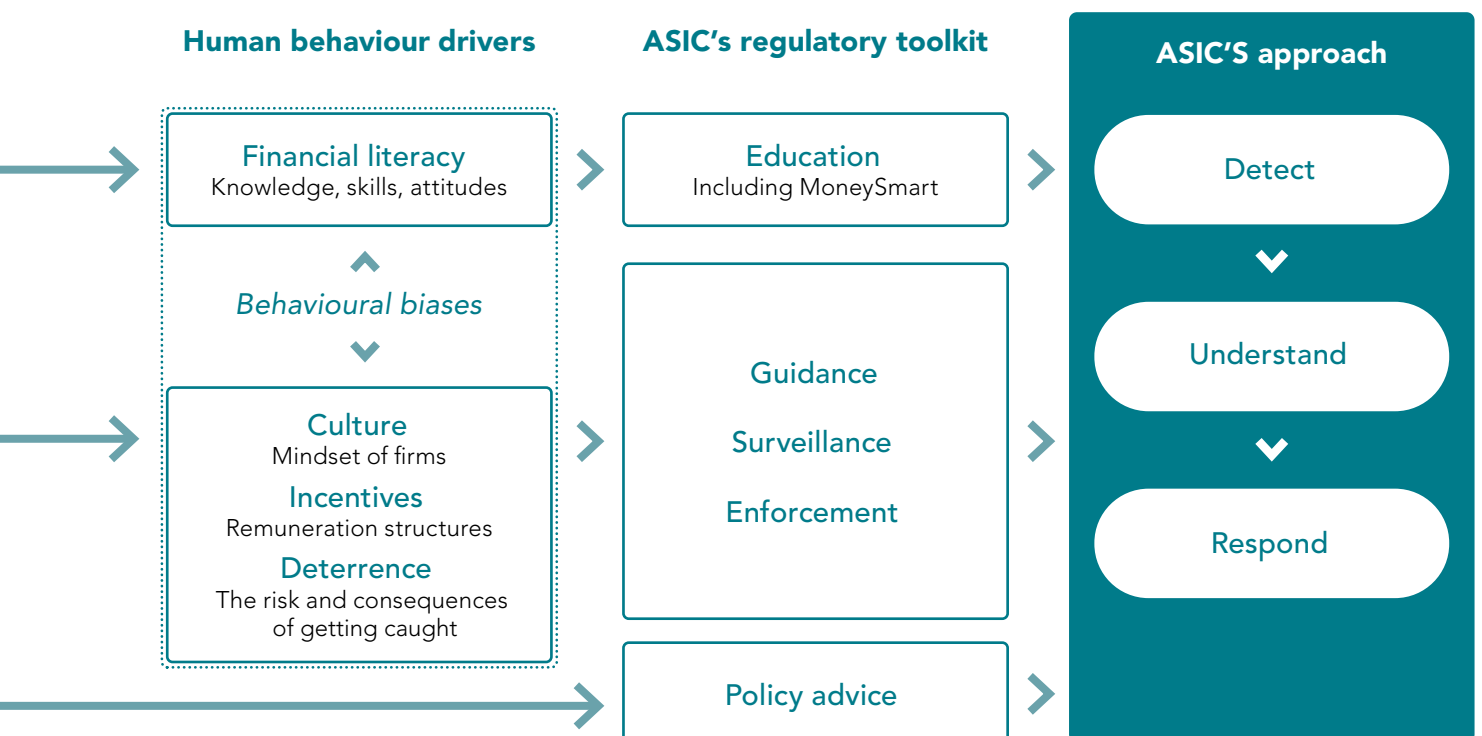 Human behaviour drivers
Financial literacy
Knowledge, skills, attitudes
Behavioural biases
Culture
Mindset of firms
Incentives
Remuneration structures
Deterrence
The risk and consequences
of getting caught
ASIC’s regulatory toolkit
Education
Including MoneySmart
Guidance
Surveillance
Enforcement
Policy advice
ASIC’S approach
Detect
Understand
Respond